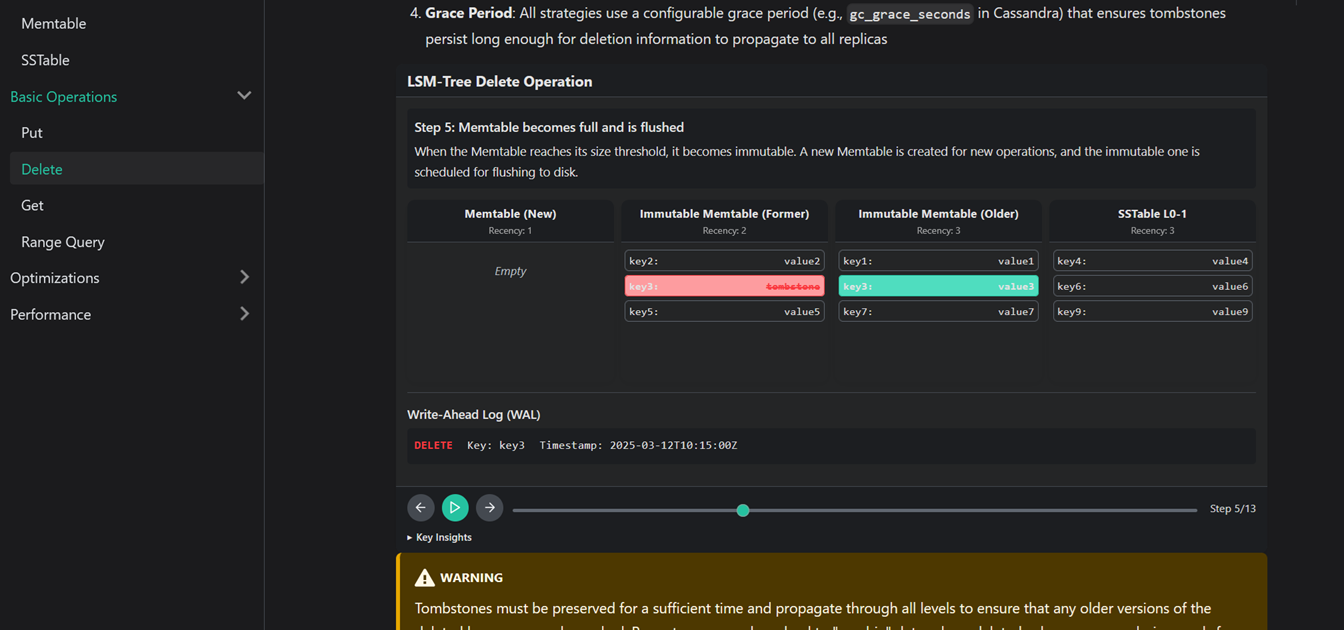 Memtable
SSTable
Basic Operations
Put
Delete
Get
Range Query
Optimizations
Performance
4. Grace Period: All strategies use a configurable grace period (e.g., gc_grace_seconds in Cassandra) that ensures tombstones
persist long enough for deletion information to propagate to all replicas
LSM-Tree Delete Operation
Step 5: Memtable becomes full and is flushed
When the Memtable reaches its size threshold, it becomes immutable. A new Memtable is created for new operations, and the immutable one is
scheduled for flushing to disk.
Memtable (New)
Recency: 1
Empty
Immutable Memtable (Former)
Recency: 2
key2: value2
key3: tombstone
key5: value5
Immutable Memtable (Older)
Recency: 3
key1: value1
key3: value3
key7: value7
SSTable L0-1
Recency: 3
key4: value4
key6: value6
key9: value9
Write-Ahead Log (WAL)
DELETE Key: key3 Timestamp: 2025-03-12T10:15:00Z
Step 5/13
Key Insights
WARNING
Tombstones must be preserved for a sufficient time and propagate through all levels to ensure that any older versions of the